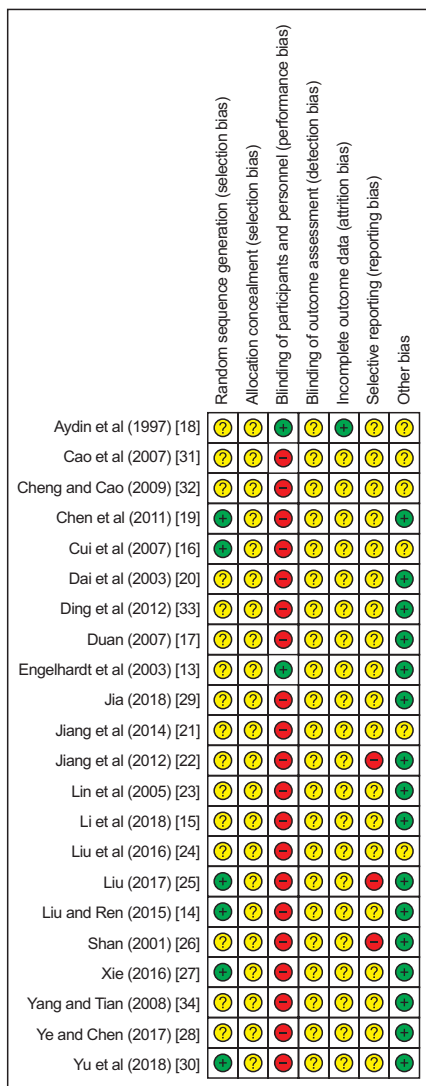 Random sequence generation (selection bias)
Allocation concealment (selection bias)
Blinding of participants and personnel (performance bias)
Blinding of outcome assessment (detection bias)
Incomplete outcome data (attrition bias)
Selective reporting (reporting bias)
Other bias
Aydin et al (1997) [18] ? ? + ? + ? ?
Cao et al (2007) [31] ? ? – ? ? ? ?
Cheng and Cao (2009) [32] ? ? – ? ? ? ?
Chen et al (2011) [19] + ? – ? ? ? +
Cui et al (2007) [16] + ? – ? ? ? ?
Dai et al (2003) [20] ? ? – ? ? ? +
Ding et al (2012) [33] ? ? – ? ? ? +
Duan (2007) [17] ? ? – ? ? ? +
Engelhardt et al (2003) [13] ? ? + ? ? ? +
Jia (2018) [29] ? ? – ? ? ? +
Jiang et al (2014) [21] ? ? – ? ? ? ?
Jiang et al (2012) [22] ? ? – ? ? – +
Lin et al (2005) [23] ? ? – ? ? ? +
Li et al (2018) [15] ? ? – ? ? ? +
Liu et al (2016) [24] ? ? – ? ? ? ?
Liu (2017) [25] + ? – ? ? – +
Liu and Ren (2015) [14] + ? – ? ? ? +
Shan (2001) [26] ? ? – ? ? – +
Xie (2016) [27] + ? – ? ? ? +
Yang and Tian (2008) [34] ? ? – ? ? ? +
Ye and Chen (2017) [28] ? ? – ? ? ? +
Yu et al (2018) [30] + ? – ? ? ? +